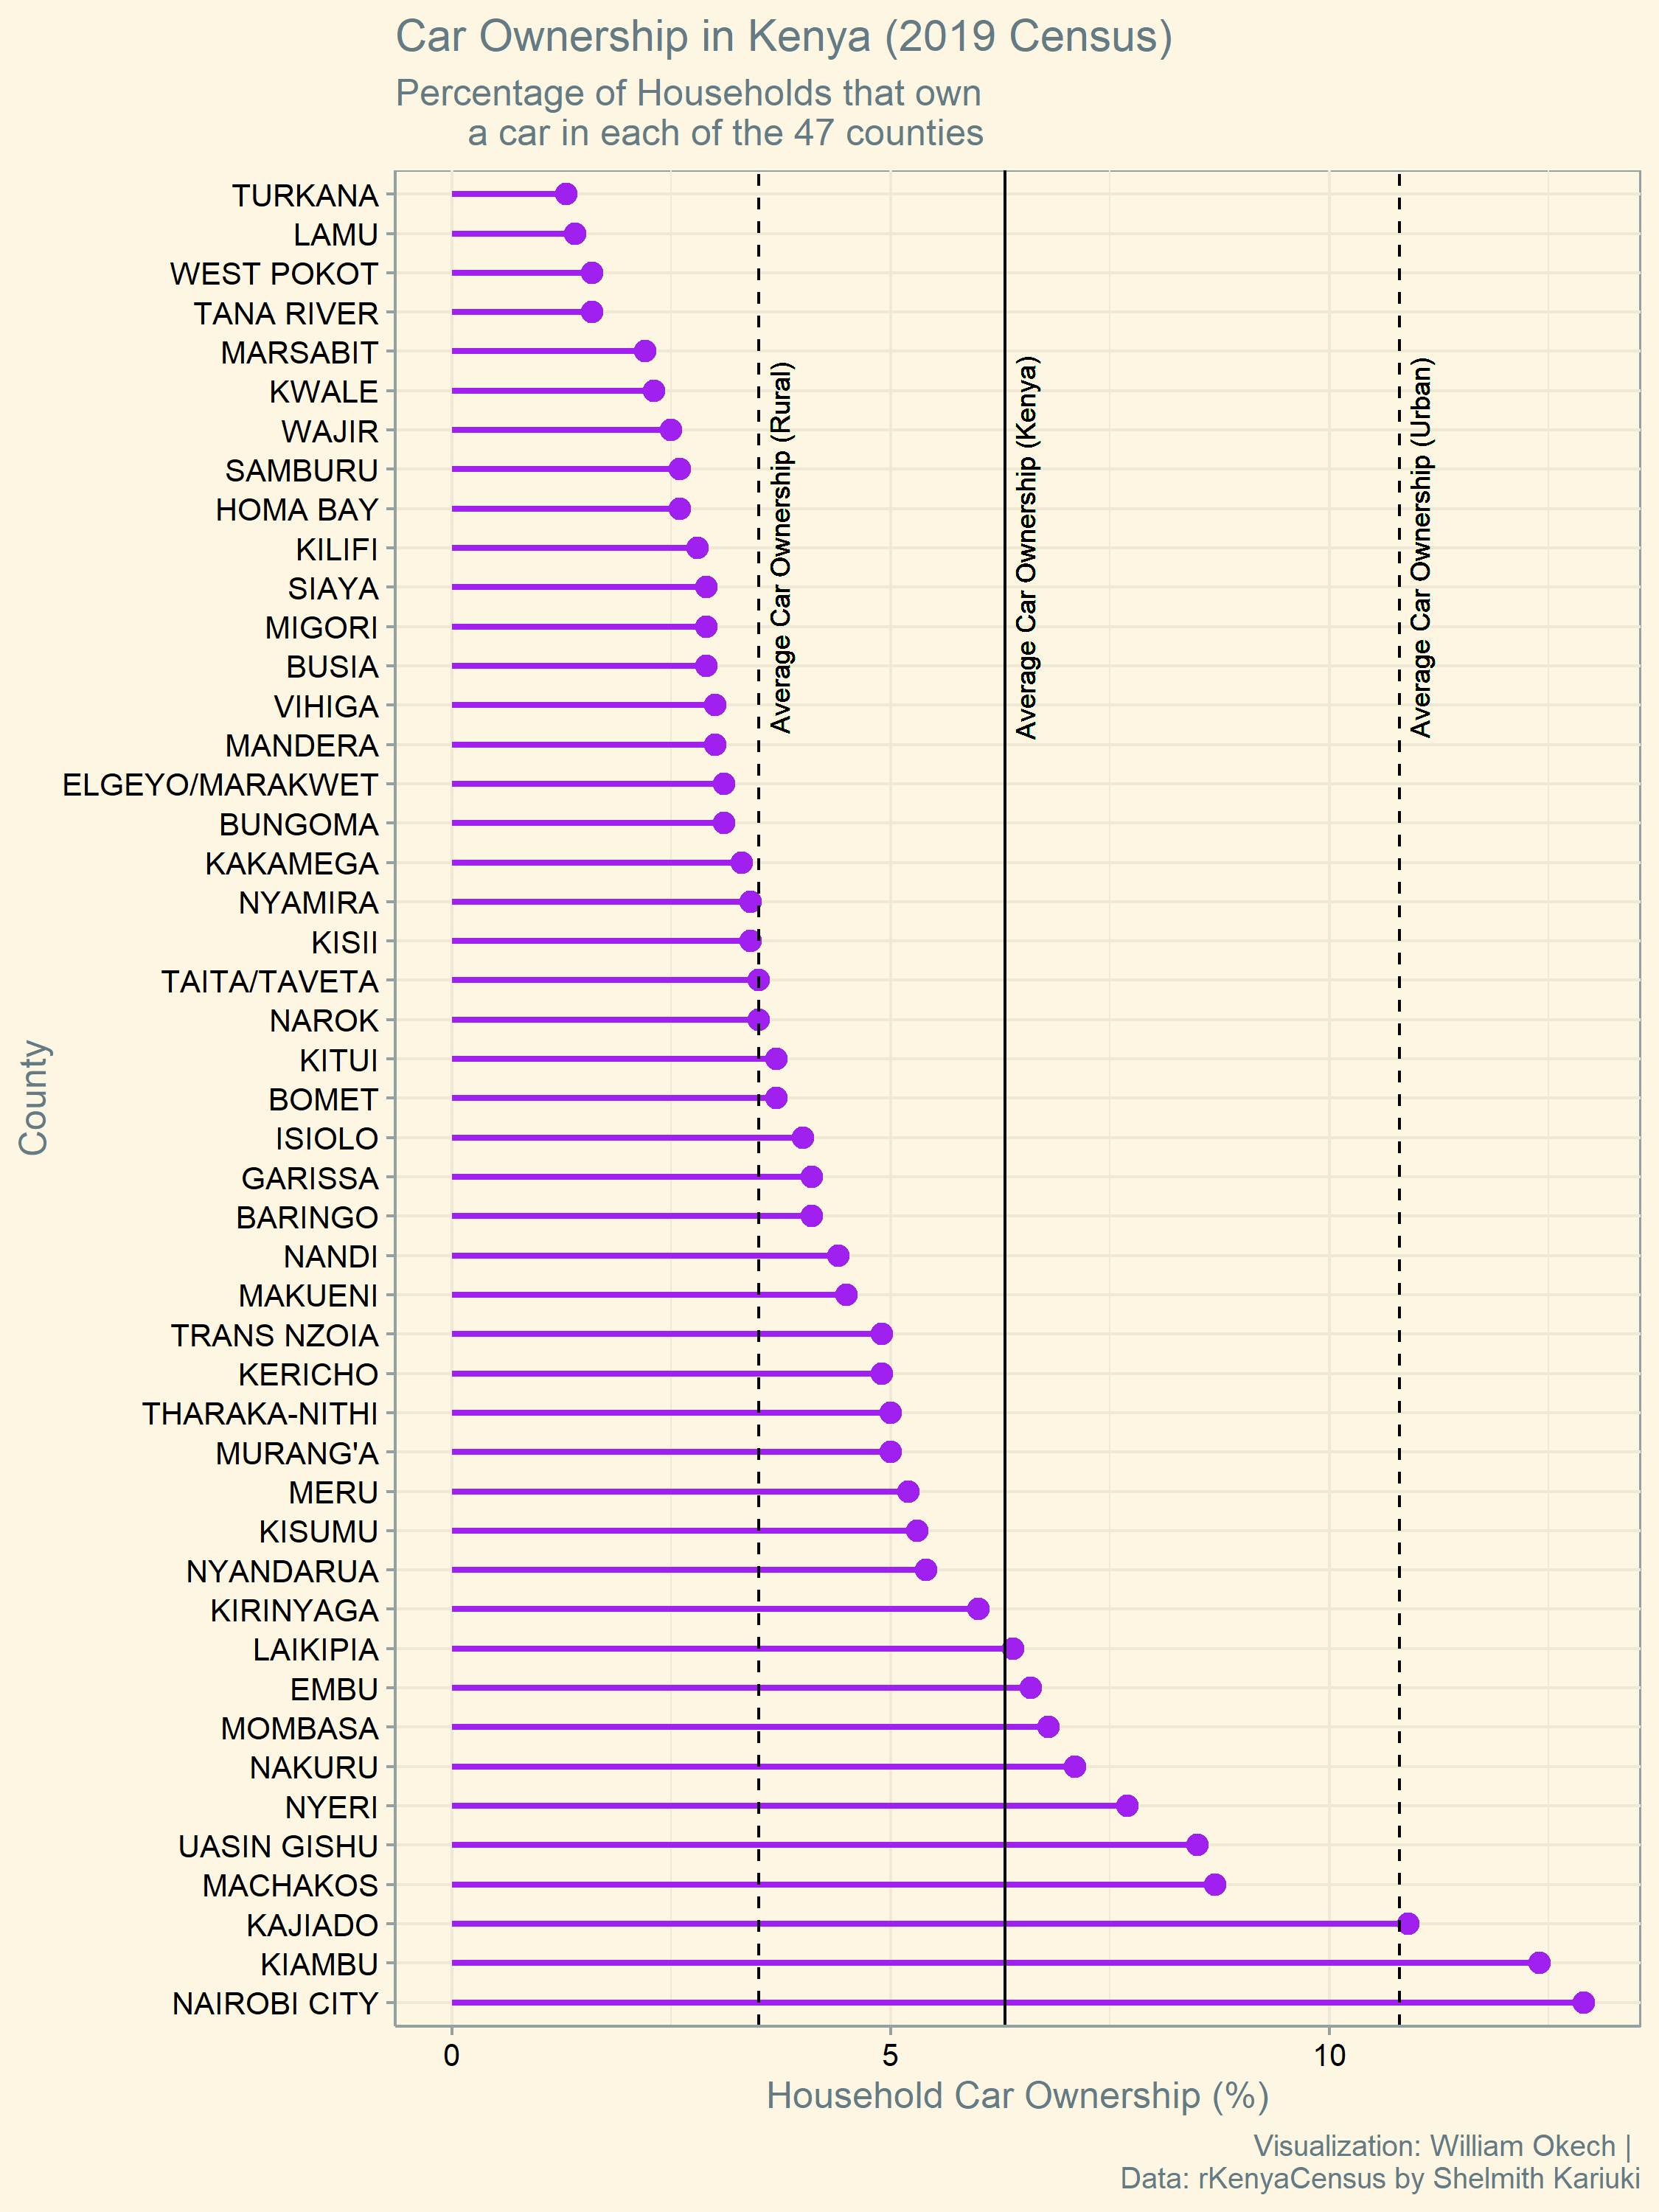 Car Ownership in Kenya (2019 Census)
Percentage of Households that own
a car in each of the 47 counties
TURKANA
LAMU
WEST POKOT
TANA RIVER
MARSABIT
KWALE
WAJIR
SAMBURU
HOMA BAY
KILIFI
SIAYA
MIGORI
BUSIA
VIHIGA
MANDERA
ELGEYO/MARAKWET
BUNGOMA
KAKAMEGA
NYAMIRA
KISII
TAITA/TAVETA
NAROK
KITUI
BOMET
ISIOLO
GARISSA
BARINGO
NANDI
MAKUENI
TRANS NZOIA
KERICHO
THARAKA-NITHI
MURANG'A
MERU
KISUMU
NYANDARUA
KIRINYAGA
LAIKIPIA
EMBU
MOMBASA
NAKURU
NYERI
UASIN GISHU
MACHAKOS
KAJIADO
KIAMBU
NAIROBI CITY
County
Average Car Ownership (Rural)
Average Car Ownership (Kenya)
Average Car Ownership (Urban)
0 5 10
Household Car Ownership (%)
Visualization: William Okech |
Data: rKenyaCensus by Shelmith Kariuki